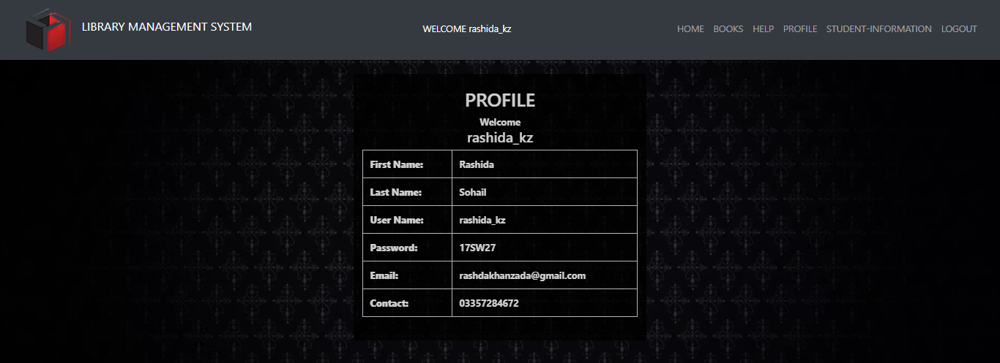 LIBRARY MANAGEMENT SYSTEM
WELCOME rashida_kz
HOME BOOKS HELP PROFILE STUDENT-INFORMATION LOGOUT
PROFILE
Welcome
rashida_kz
First Name: Rashida
Last Name: Sohail
User Name: rashida_kz
Password: 17SW27
Email: rashdakhanzada@gmail.com
Contact: 03357284672